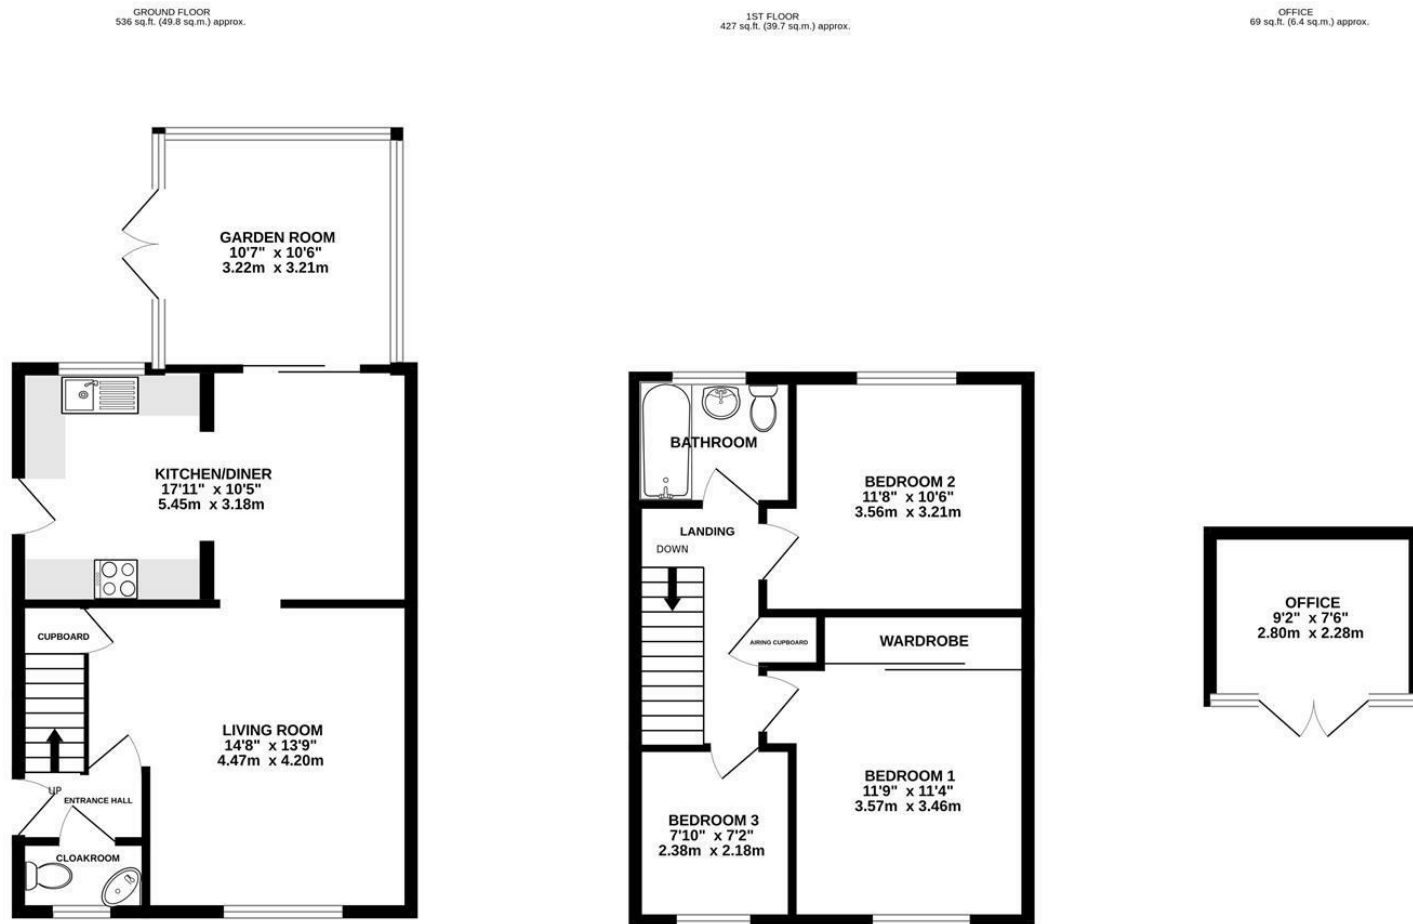 GROUND FLOOR
536 sq.ft. (49.8 sq.m.) approx.
1ST FLOOR
427 sq.ft. (39.7 sq.m.) approx.
OFFICE
69 sq.ft. (6.4 sq.m.) approx.
GARDEN ROOM
10'7" x 10'6"
3.22m x 3.21m
KITCHEN/DINER
17'11" x 10'5"
5.45m x 3.18m
CUPBOARD
LIVING ROOM
14'8" x 13'9"
4.47m x 4.20m
UP
ENTRANCE HALL
CLOAKROOM
BATHROOM
BEDROOM 2
11'8" x 10'6"
3.56m x 3.21m
LANDING
DOWN
AIRING CUPBOARD
WARDROBE
BEDROOM 1
11'9" x 11'4"
3.57m x 3.46m
BEDROOM 3
7'10" x 7'2"
2.38m x 2.18m
OFFICE
9'2" x 7'6"
2.80m x 2.28m